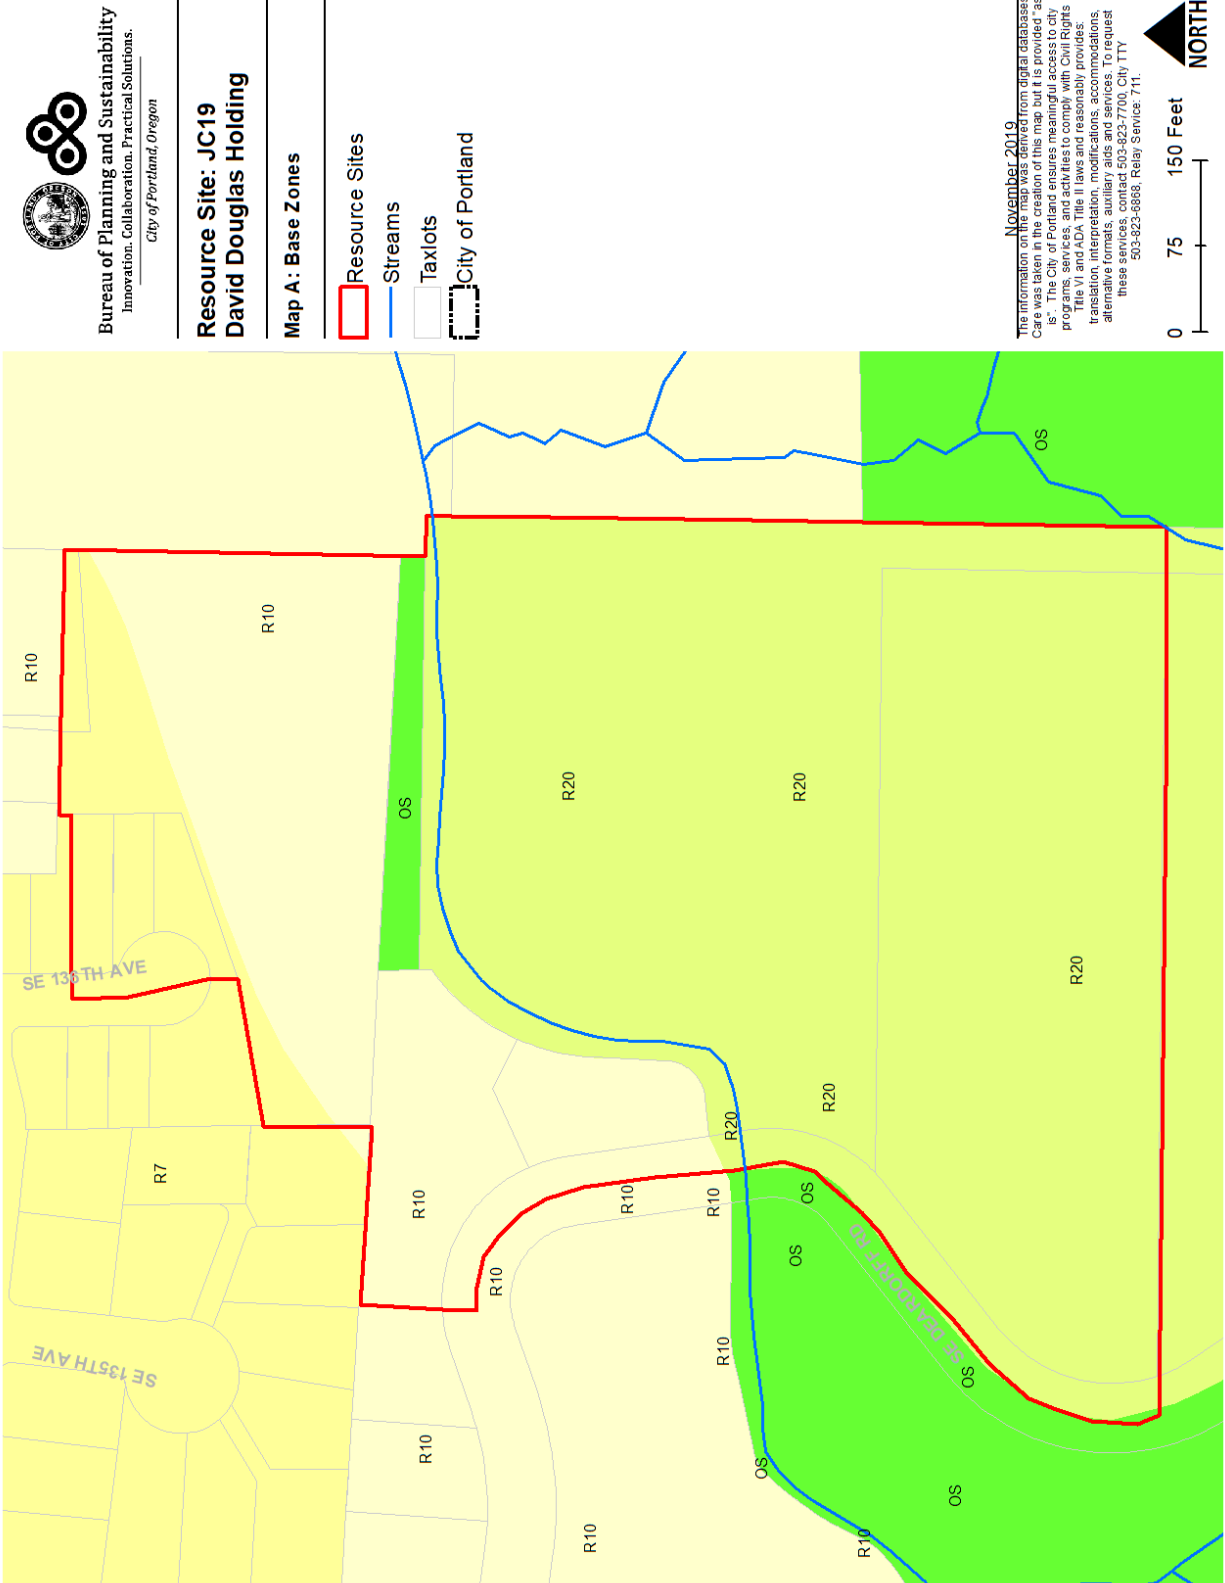 Bureau of Planning and Sustainability
Innovation. Collaboration. Practical Solutions.
City of Portland, Oregon
Resource Site: JC19
David Douglas Holding
Map A: Base Zones
Resource Sites
Streams
Taxlots
City of Portland
November 2019
The information on the map was derived from digital databases
Care was taken in the creation of this map but it is provided "as
is". The City of Portland ensures meaningful access to city
programs, services, and activities to comply with Civil Rights
Title VI and ADA Title II laws and reasonably provides:
translation, interpretation, modifications, accommodations,
alternative formats, auxiliary aids and services. To request
these services, contact 503-823-7700, City TTY
503-823-6868, Relay Service: 711.
0 75 150 Feet
NORTH
R10
R10
OS
R20
R20
OS
SE 136TH AVE
R20
R7
R10
R10
R10
R10
R20
R20
OS
OS
SE DEARDORFF RD
SE 135TH AVE
R10
OS
R10
R10
OS
R10
OS